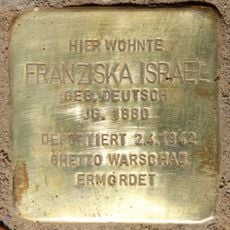 HIER WOHNTE
FRANZISKA ISRAEL
GEB. DEUTSCH
JG. 1880
DEPORTIERT 2.4.1942
GHETTO WARSCHAU
ERMORDET